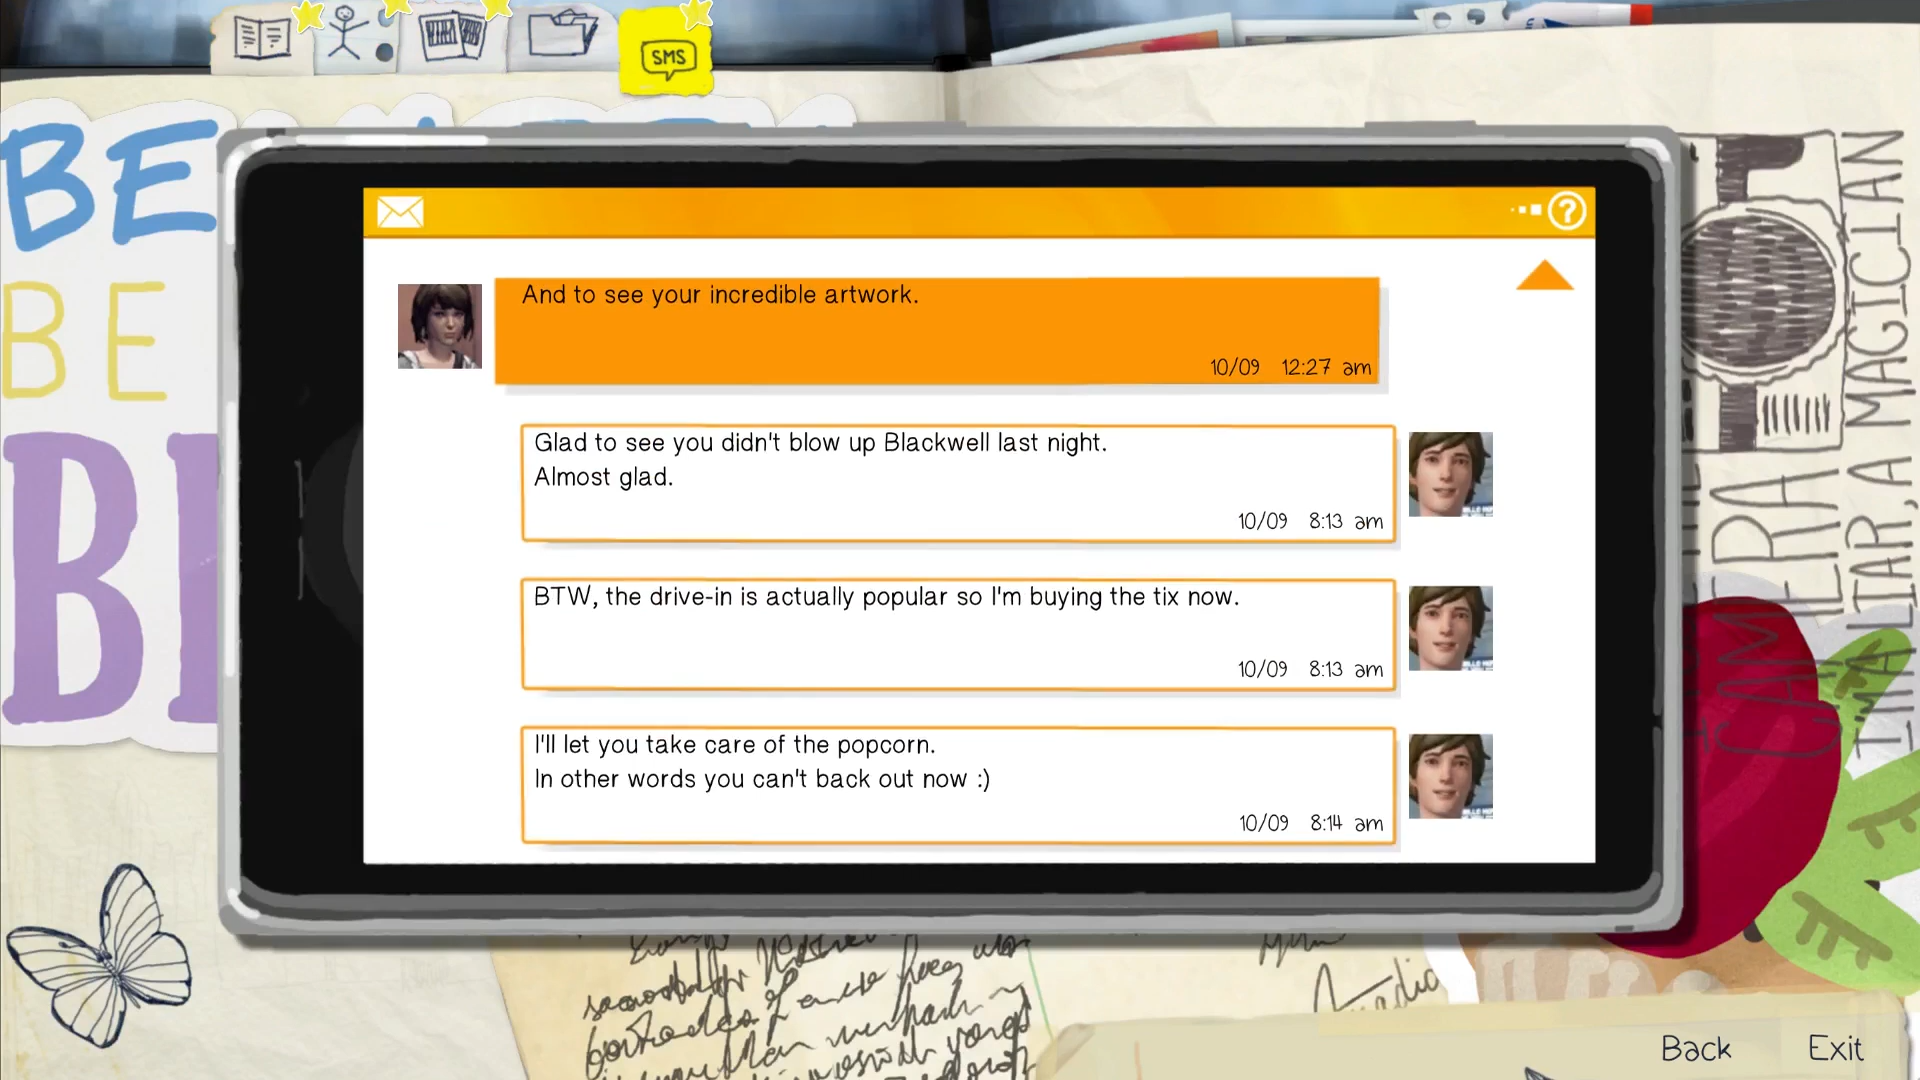 SMS
And to see your incredible artwork.
10/09 12:27 am
Glad to see you didn't blow up Blackwell last night.
Almost glad.
10/09 8:13 am
BTW, the drive-in is actually popular so I'm buying the tix now.
10/09 8:13 am
I'll let you take care of the popcorn.
In other words you can't back out now :)
10/09 8:14 am
BE
BE
CAMERA
LIAR, A MAGICIAN
Back Exit